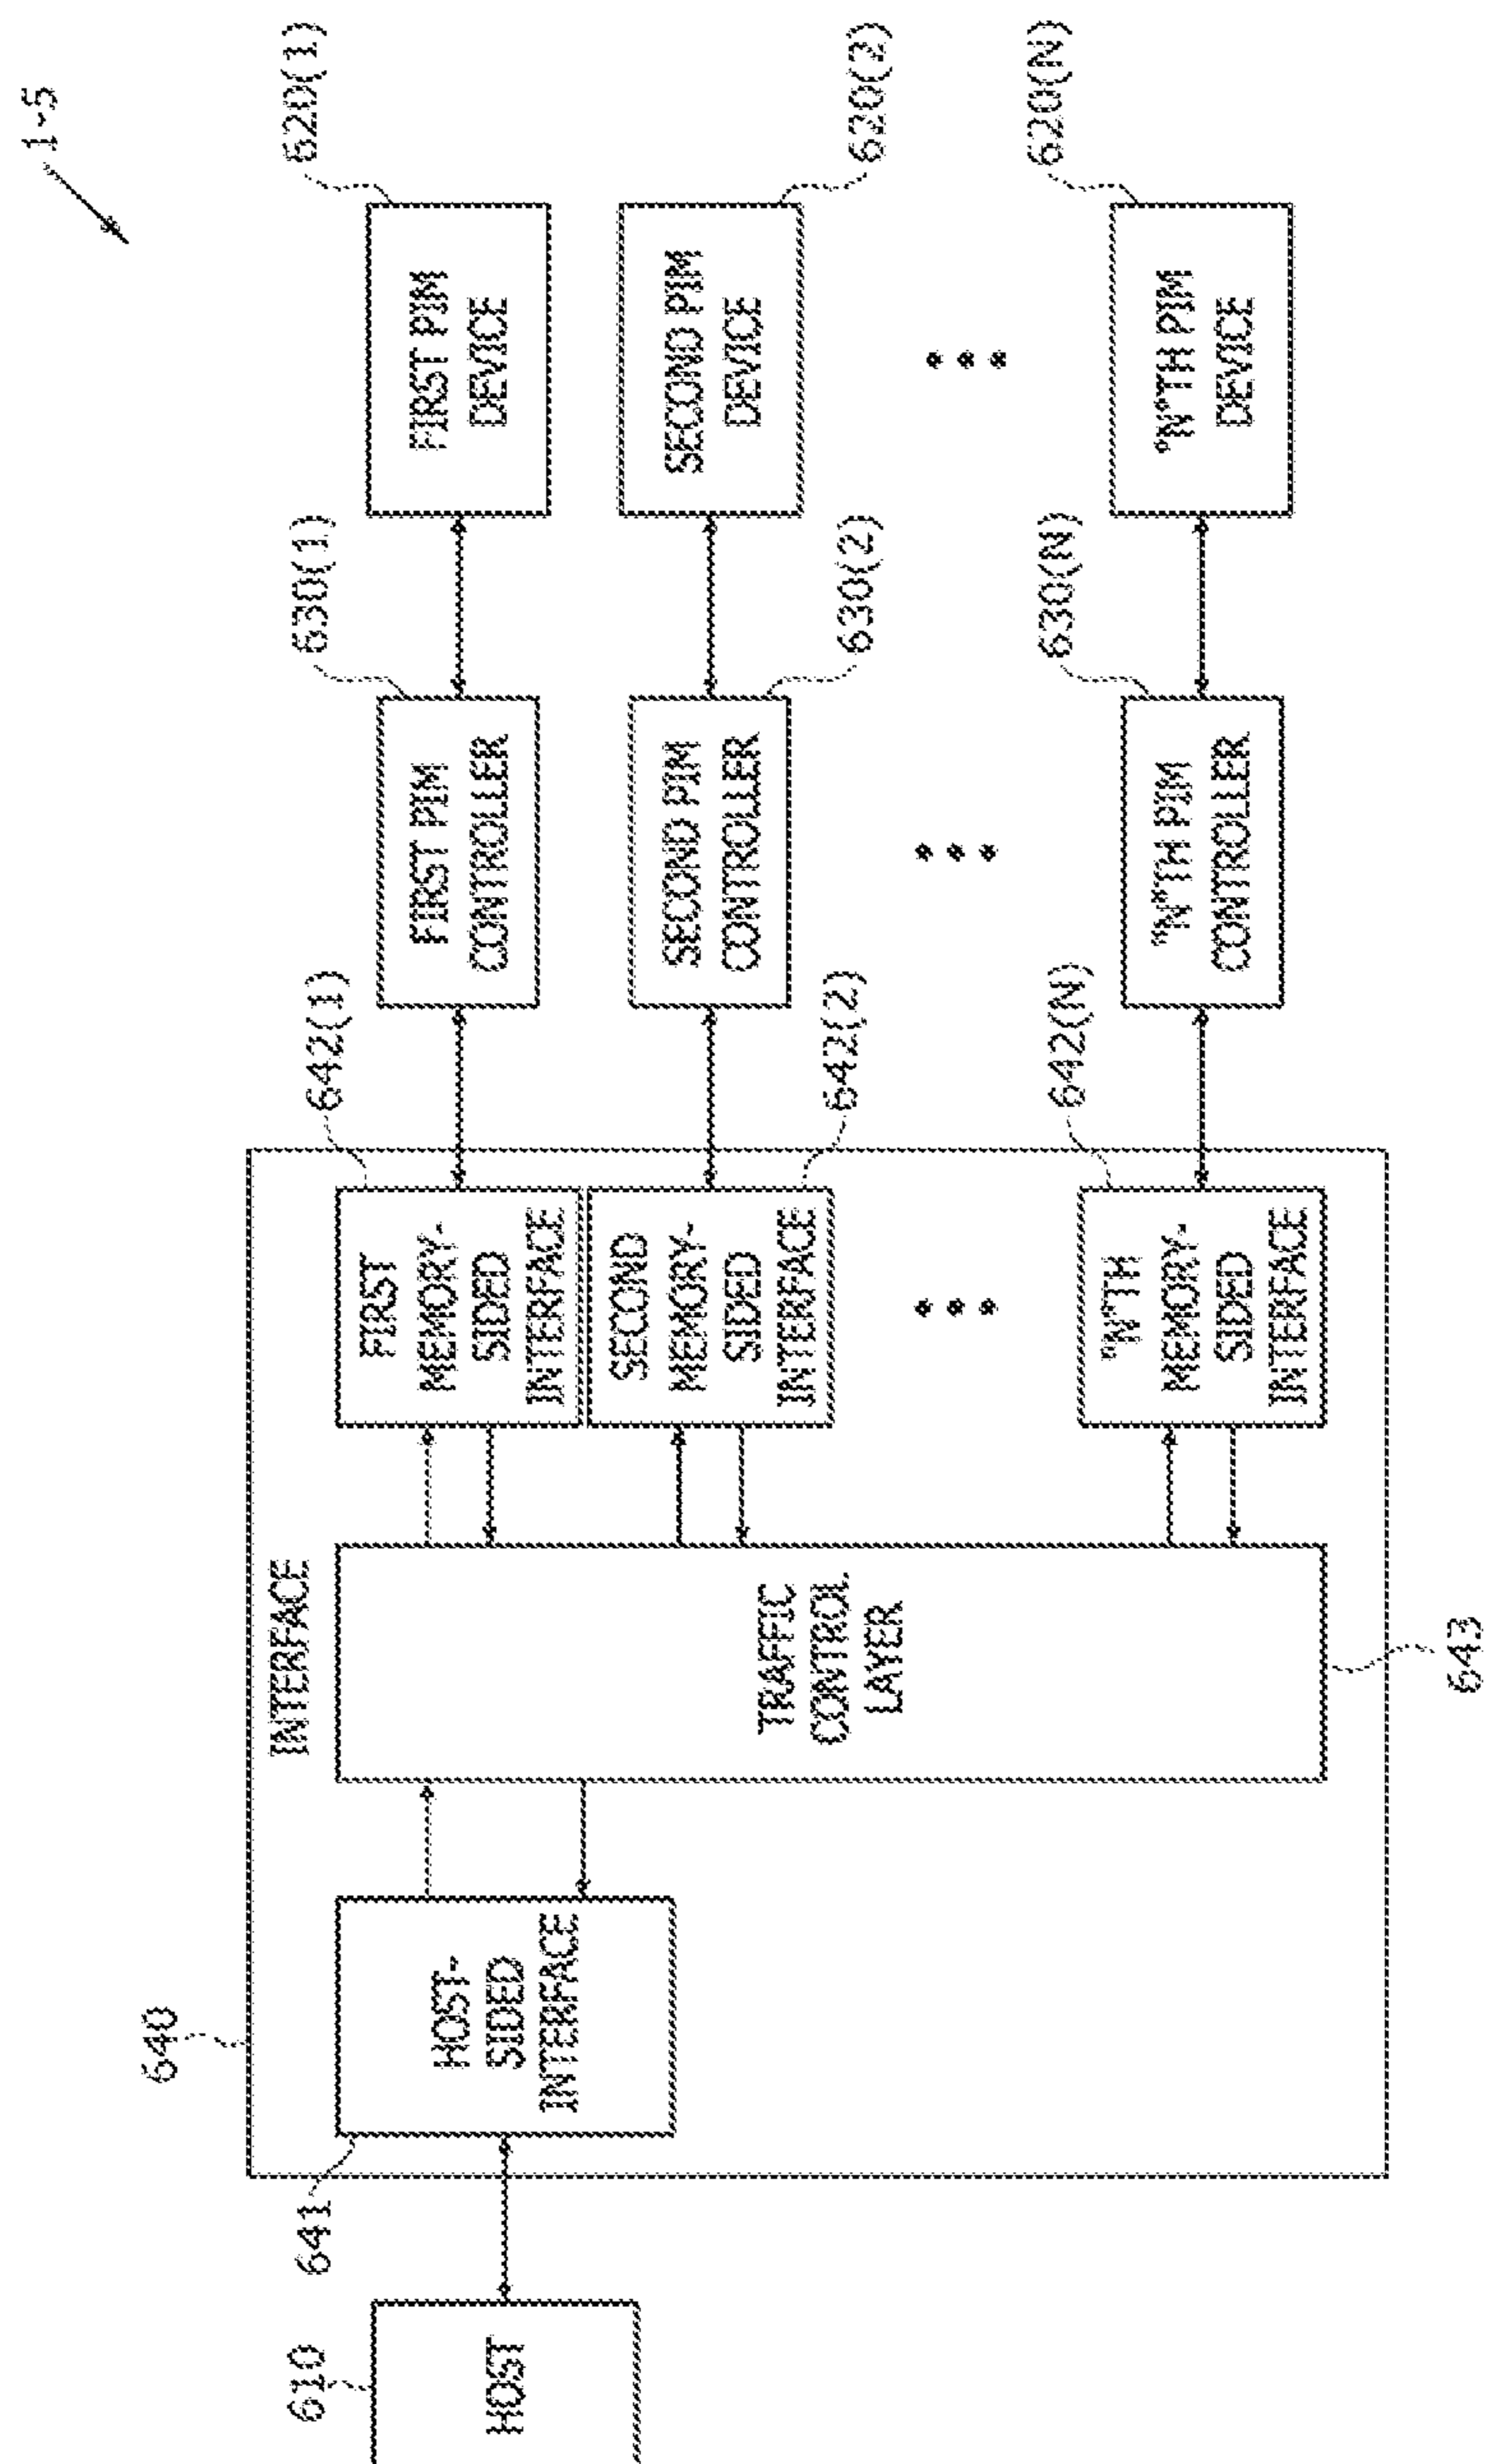 1-5
610
HOST
640
641
HOST-
SIDED
INTERFACE
INTERFACE
TRAFFIC
CONTROL
LAYER
643
642(1)
FIRST
MEMORY-
SIDED
INTERFACE
642(2)
SECOND
MEMORY-
SIDED
INTERFACE
642(N)
"N"TH
MEMORY-
SIDED
INTERFACE
630(1)
FIRST PIM
CONTROLLER
630(2)
SECOND PIM
CONTROLLER
630(N)
"N"TH PIM
CONTROLLER
620(1)
FIRST PIM
DEVICE
620(2)
SECOND PIM
DEVICE
620(N)
"N"TH PIM
DEVICE